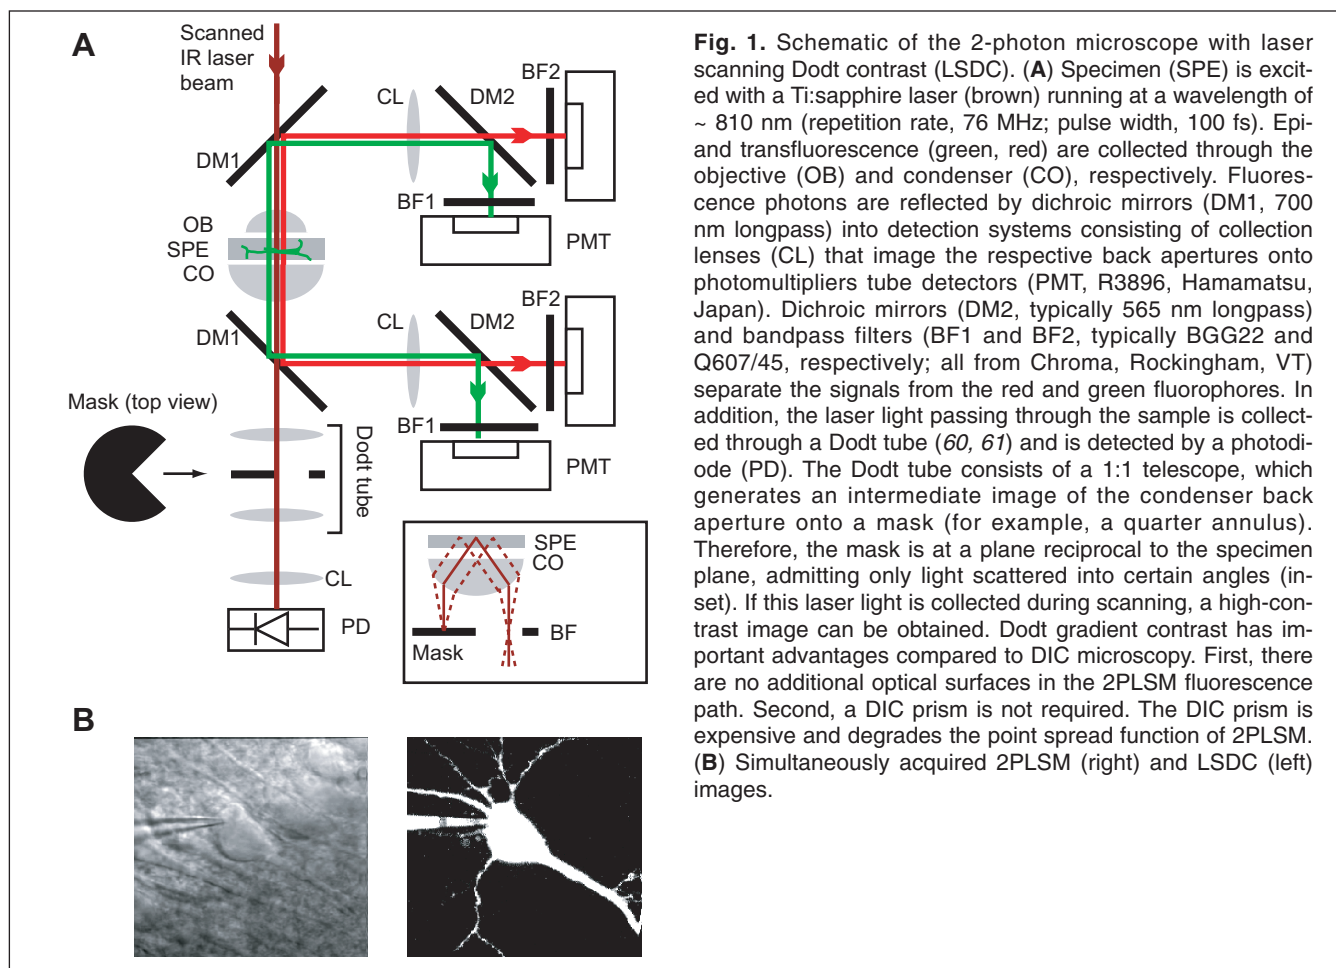 A
Scanned
IR laser
beam
BF2
CL
DM2
DM1
BF1
OB
SPE
CO
PMT
BF2
CL
DM2
DM1
Mask (top view)
BF1
Dodt tube
PMT
CL
PD
SPE
CO
BF
Mask
B
Fig. 1. Schematic of the 2-photon microscope with laser
scanning Dodt contrast (LSDC). (A) Specimen (SPE) is excit-
ed with a Ti:sapphire laser (brown) running at a wavelength of
~ 810 nm (repetition rate, 76 MHz; pulse width, 100 fs). Epi-
and transfluorescence (green, red) are collected through the
objective (OB) and condenser (CO), respectively. Fluores-
cence photons are reflected by dichroic mirrors (DM1, 700
nm longpass) into detection systems consisting of collection
lenses (CL) that image the respective back apertures onto
photomultipliers tube detectors (PMT, R3896, Hamamatsu,
Japan). Dichroic mirrors (DM2, typically 565 nm longpass)
and bandpass filters (BF1 and BF2, typically BGG22 and
Q607/45, respectively; all from Chroma, Rockingham, VT)
separate the signals from the red and green fluorophores. In
addition, the laser light passing through the sample is collect-
ed through a Dodt tube (60, 61) and is detected by a photodi-
ode (PD). The Dodt tube consists of a 1:1 telescope, which
generates an intermediate image of the condenser back
aperture onto a mask (for example, a quarter annulus).
Therefore, the mask is at a plane reciprocal to the specimen
plane, admitting only light scattered into certain angles (in-
set). If this laser light is collected during scanning, a high-con-
trast image can be obtained. Dodt gradient contrast has im-
portant advantages compared to DIC microscopy. First, there
are no additional optical surfaces in the 2PLSM fluorescence
path. Second, a DIC prism is not required. The DIC prism is
expensive and degrades the point spread function of 2PLSM.
(B) Simultaneously acquired 2PLSM (right) and LSDC (left)
images.